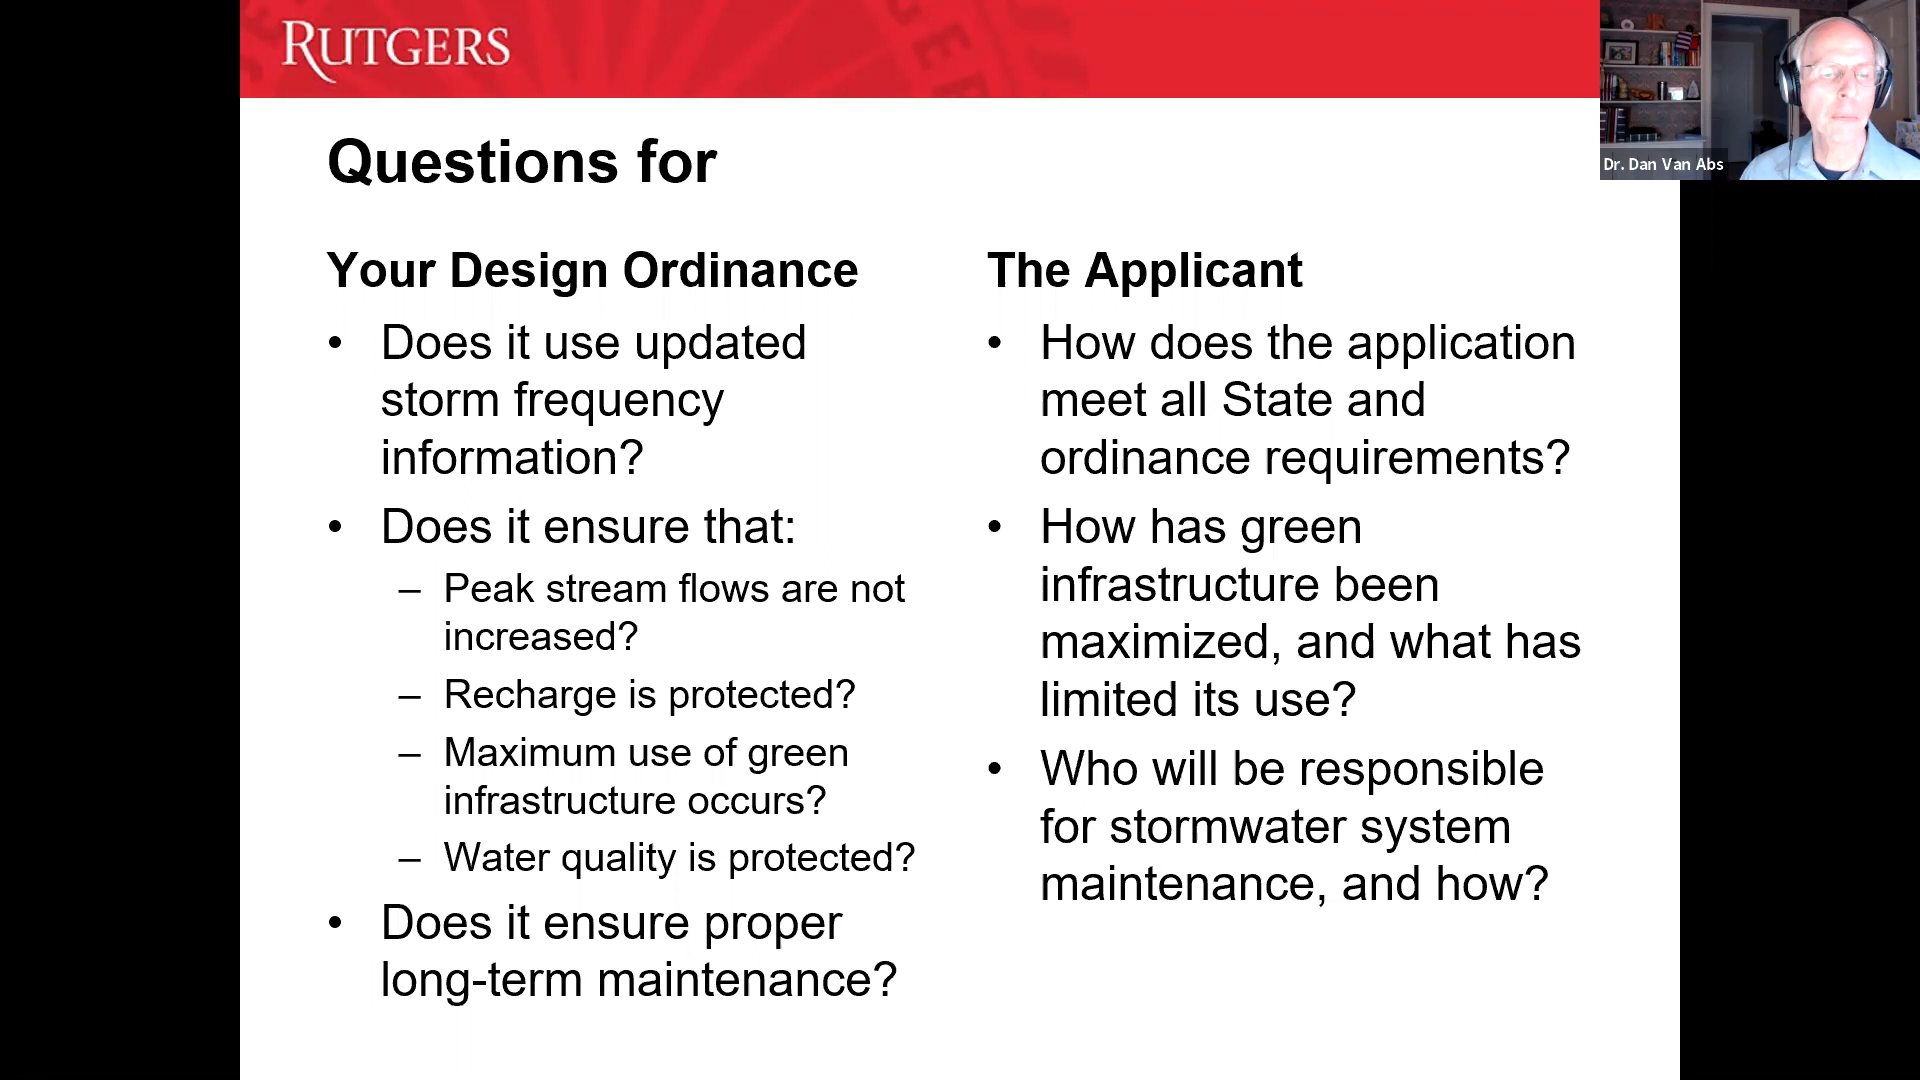 RUTGERS
Dr. Dan Van Abs
Questions for
Your Design Ordinance
• Does it use updated
storm frequency
information?
• Does it ensure that:
– Peak stream flows are not
increased?
– Recharge is protected?
– Maximum use of green
infrastructure occurs?
– Water quality is protected?
• Does it ensure proper
long-term maintenance?
The Applicant
• How does the application
meet all State and
ordinance requirements?
• How has green
infrastructure been
maximized, and what has
limited its use?
• Who will be responsible
for stormwater system
maintenance, and how?